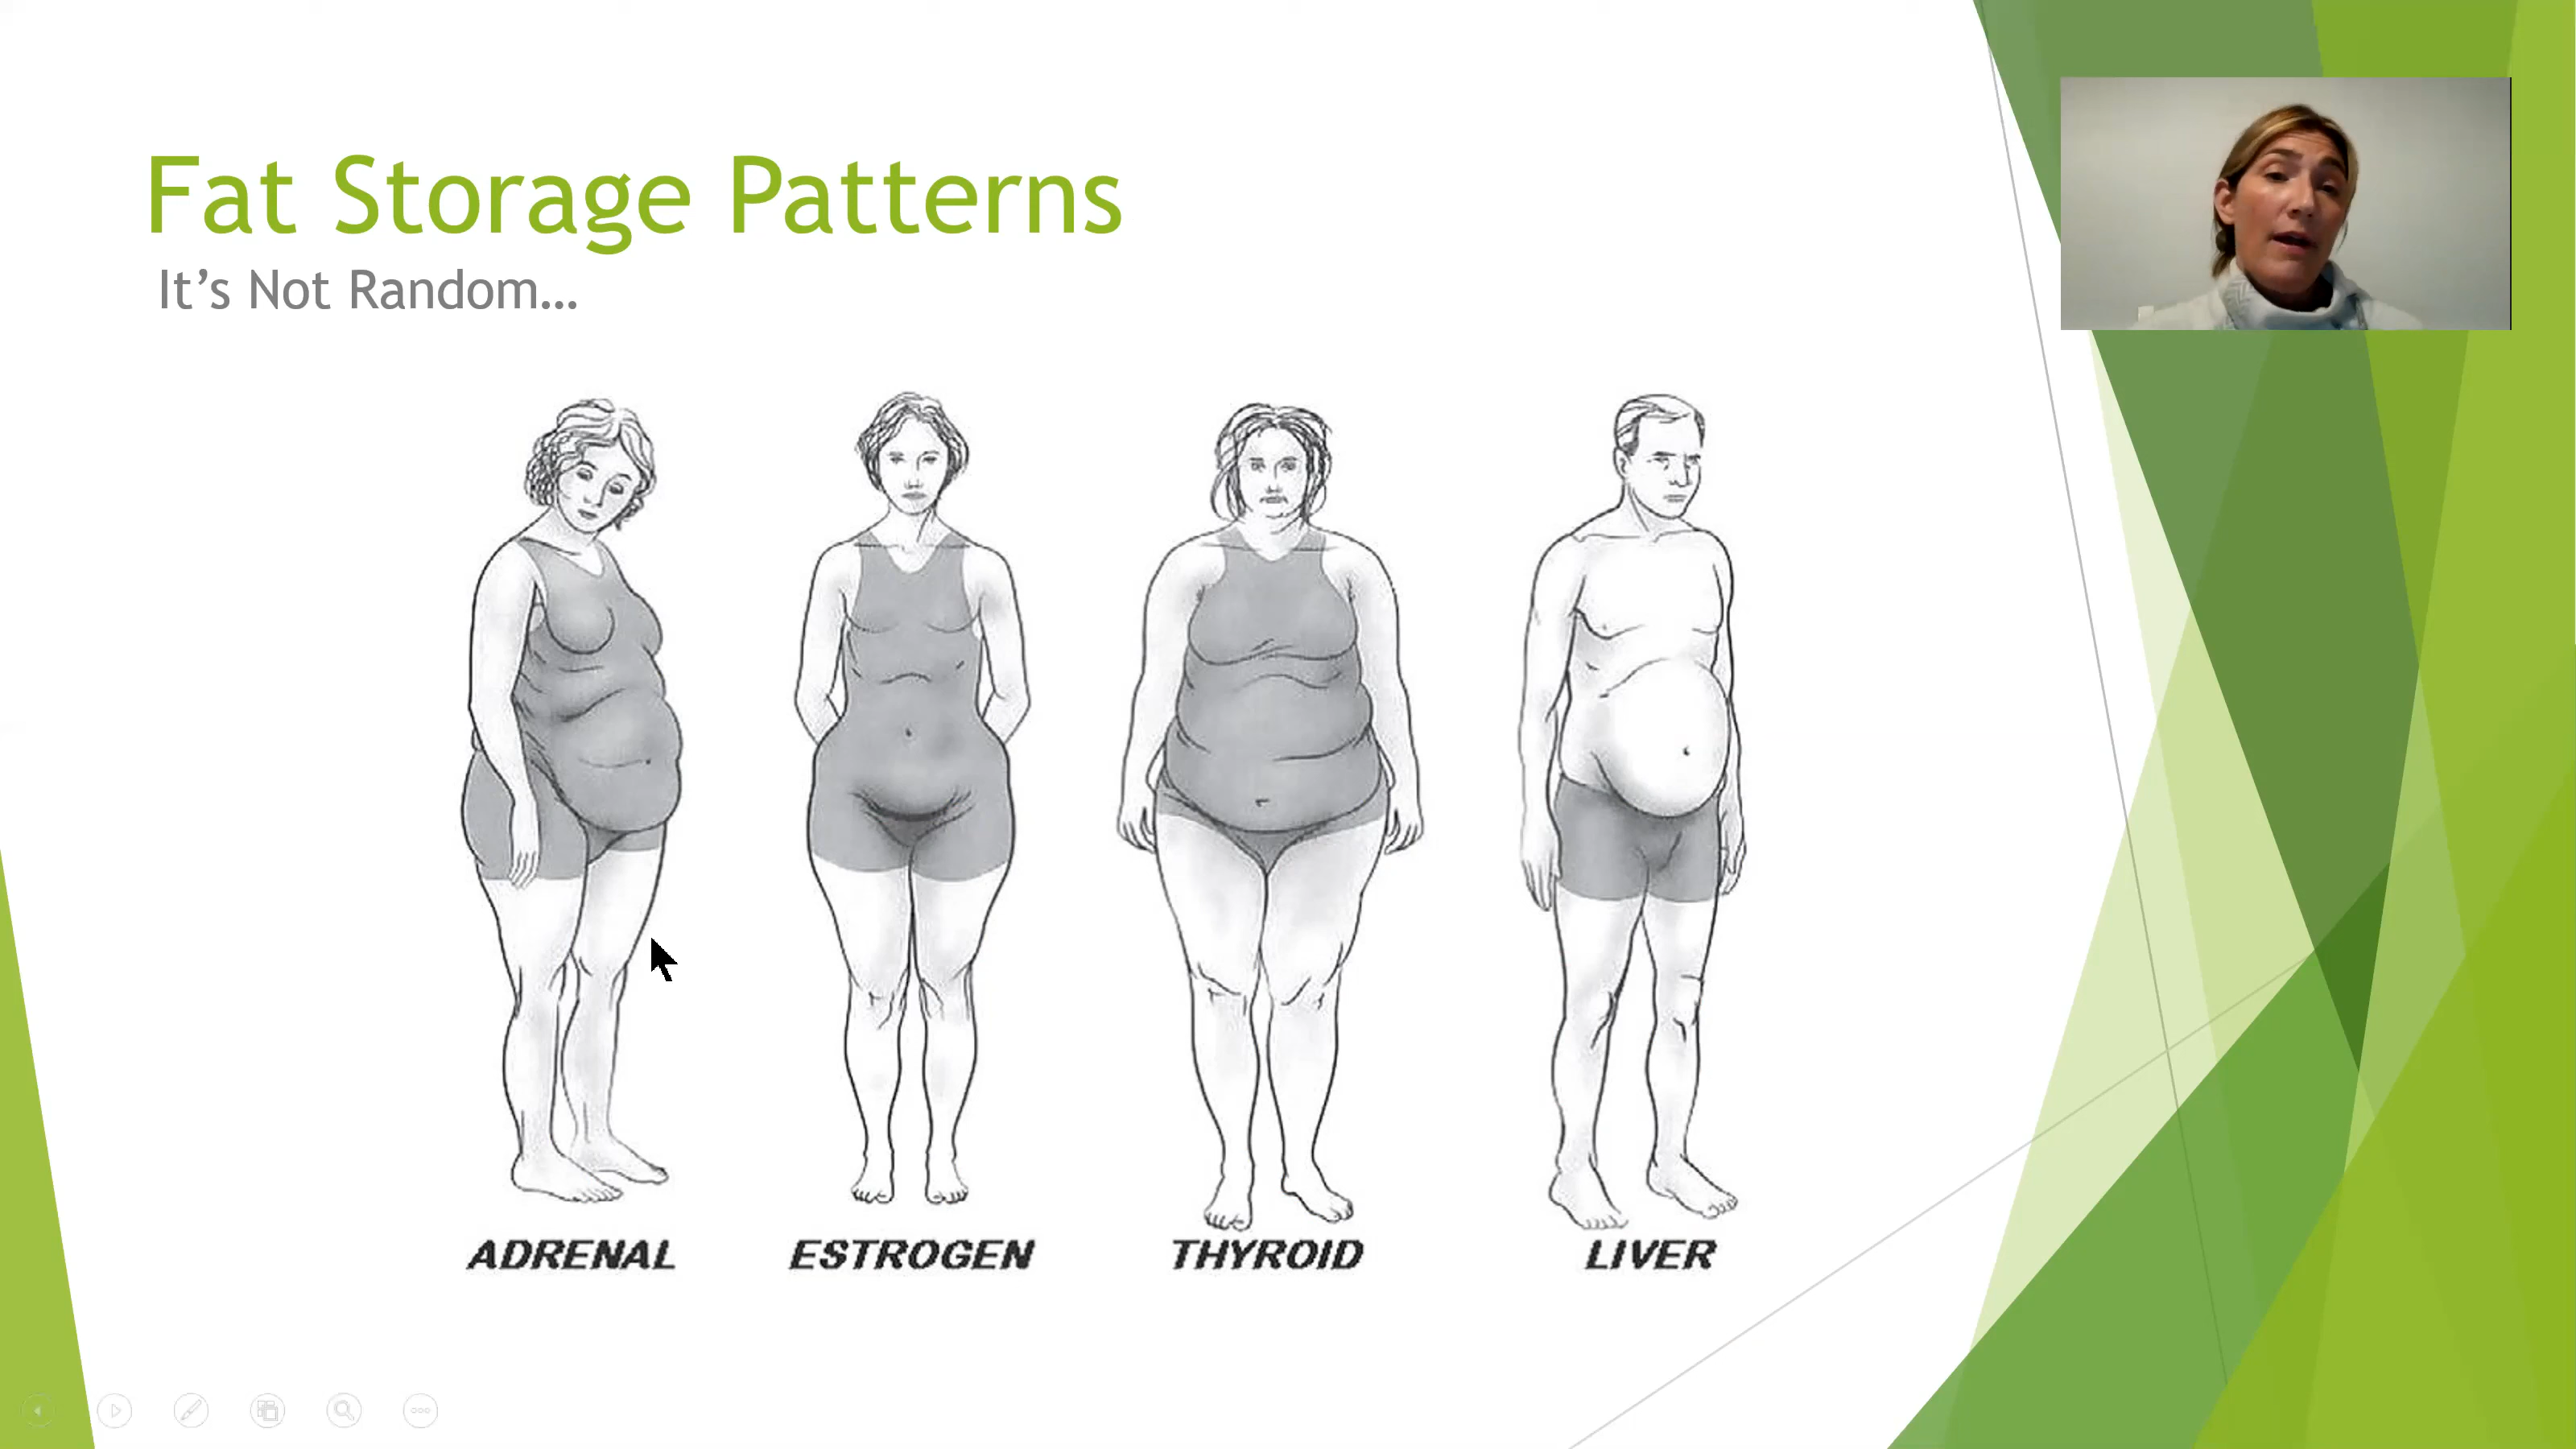 Fat Storage Patterns
It's Not Random...
ADRENAL
ESTROGEN
THYROID
LIVER